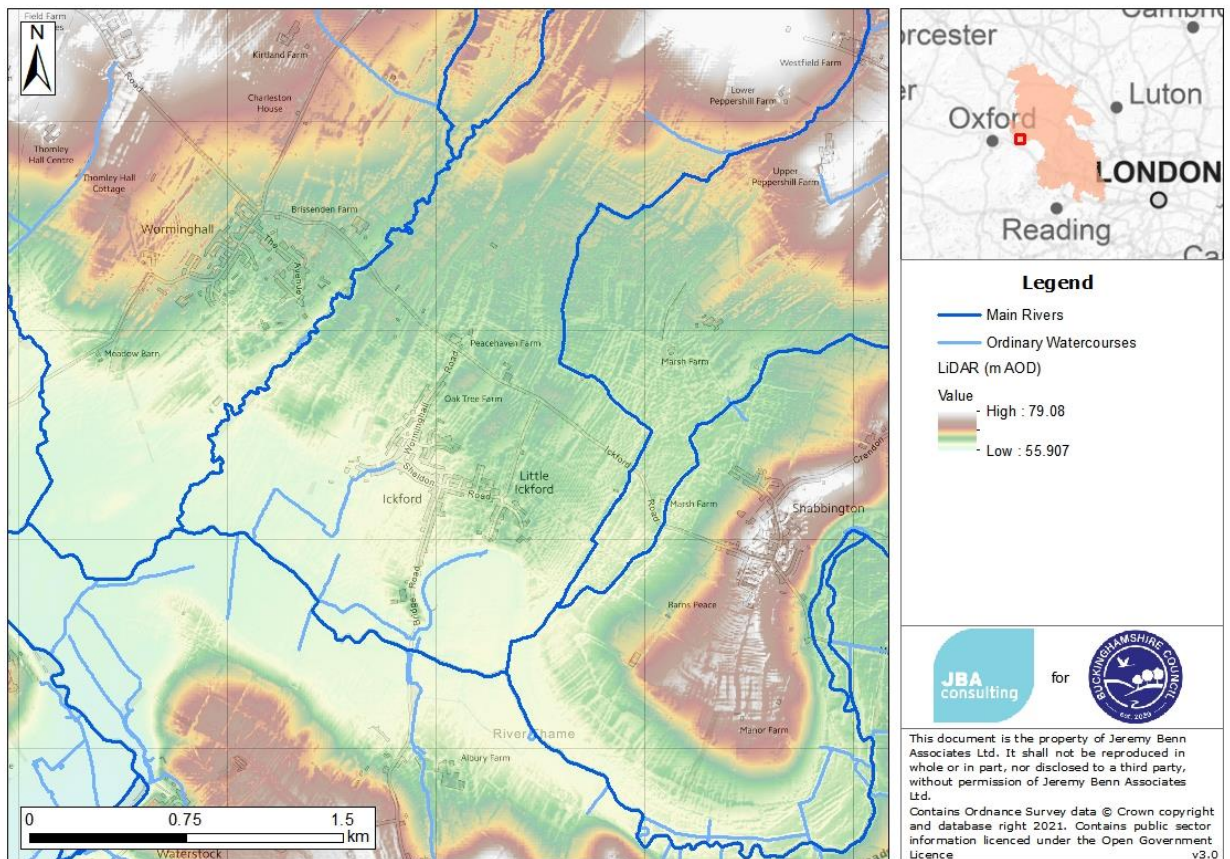 N
Field Farm
Kirtland Farm
Road
Charleston
House
Thomley
Hall Centre
Thomley Hall
Cottage
Westfield Farm
Lower
Peppershill Farm
Upper
Peppershill Farm
Brissenden Farm
Worminghall
The
Avenue
Meadow Barn
Peacehaven Farm
Road
Marsh Farm
Oak Tree Farm
Worminghall
Ickford
Crendon
Sheldon
Road
Little
Ickford
Ickford
Road
Marsh Farm
Shabbington
Bridge Road
Barns Peace
River Thame
Manor Farm
Albury Farm
Waterstock
0 0.75 1.5
km
Oxford
Luton
LONDON
Reading
Legend
Main Rivers
Ordinary Watercourses
LiDAR (m AOD)
Value
High : 79.08
Low : 55.907
JBA
consulting
for
BUCKINGHAMSHIRE COUNCIL
EST. 2020
This document is the property of Jeremy Benn
Associates Ltd. It shall not be reproduced in
whole or in part, nor disclosed to a third party,
without permission of Jeremy Benn Associates
Ltd.
Contains Ordnance Survey data © Crown copyright
and database right 2021. Contains public sector
information licenced under the Open Government
Licence
v3.0